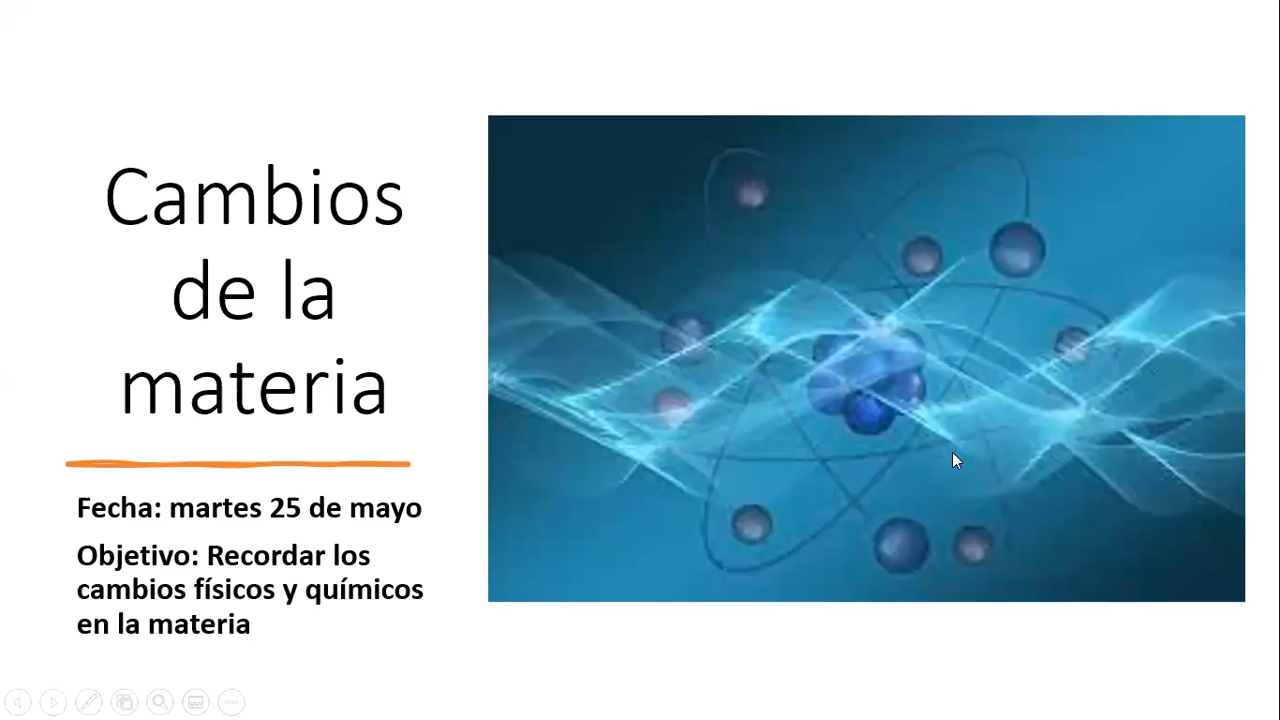 Cambios
de la
materia
Fecha: martes 25 de mayo
Objetivo: Recordar los
cambios físicos y químicos
en la materia